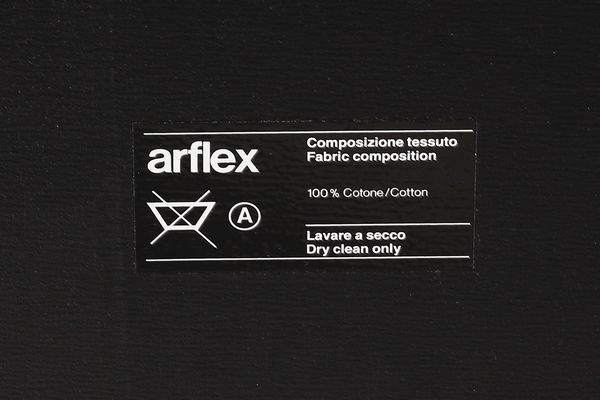 arflex
A
Composizione tessuto
Fabric composition
100% Cotone/Cotton
Lavare a secco
Dry clean only